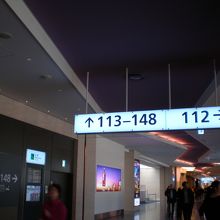 ↑ 113–148 112 →
148 →